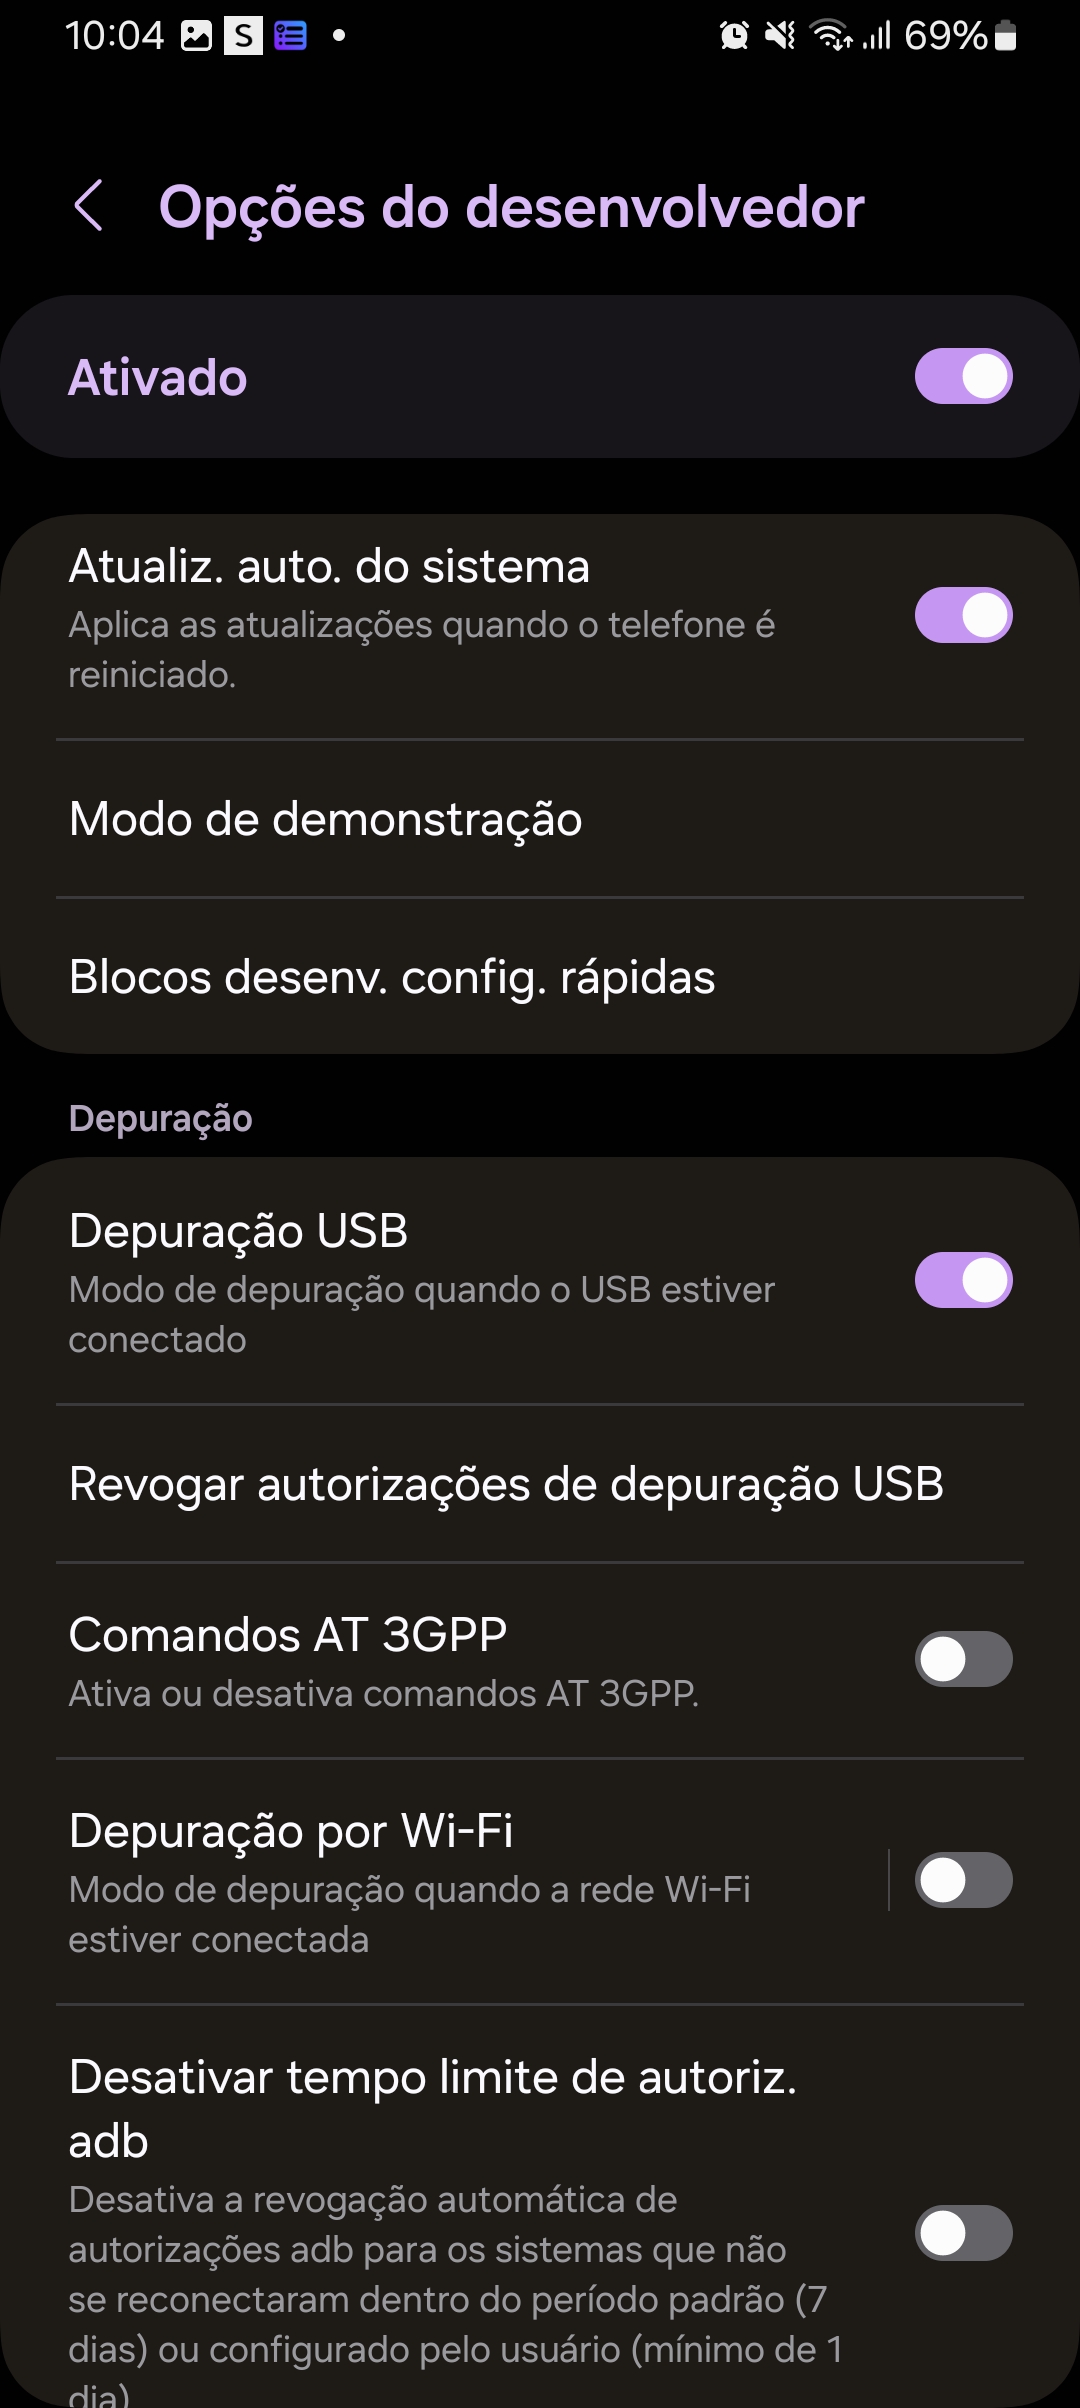 10:04 S 69%
Opções do desenvolvedor
Ativado
Atualiz. auto. do sistema
Aplica as atualizações quando o telefone é
reiniciado.
Modo de demonstração
Blocos desenv. config. rápidas
Depuração
Depuração USB
Modo de depuração quando o USB estiver
conectado
Revogar autorizações de depuração USB
Comandos AT 3GPP
Ativa ou desativa comandos AT 3GPP.
Depuração por Wi-Fi
Modo de depuração quando a rede Wi-Fi
estiver conectada
Desativar tempo limite de autoriz.
adb
Desativa a revogação automática de
autorizações adb para os sistemas que não
se reconectaram dentro do período padrão (7
dias) ou configurado pelo usuário (mínimo de 1
dia)